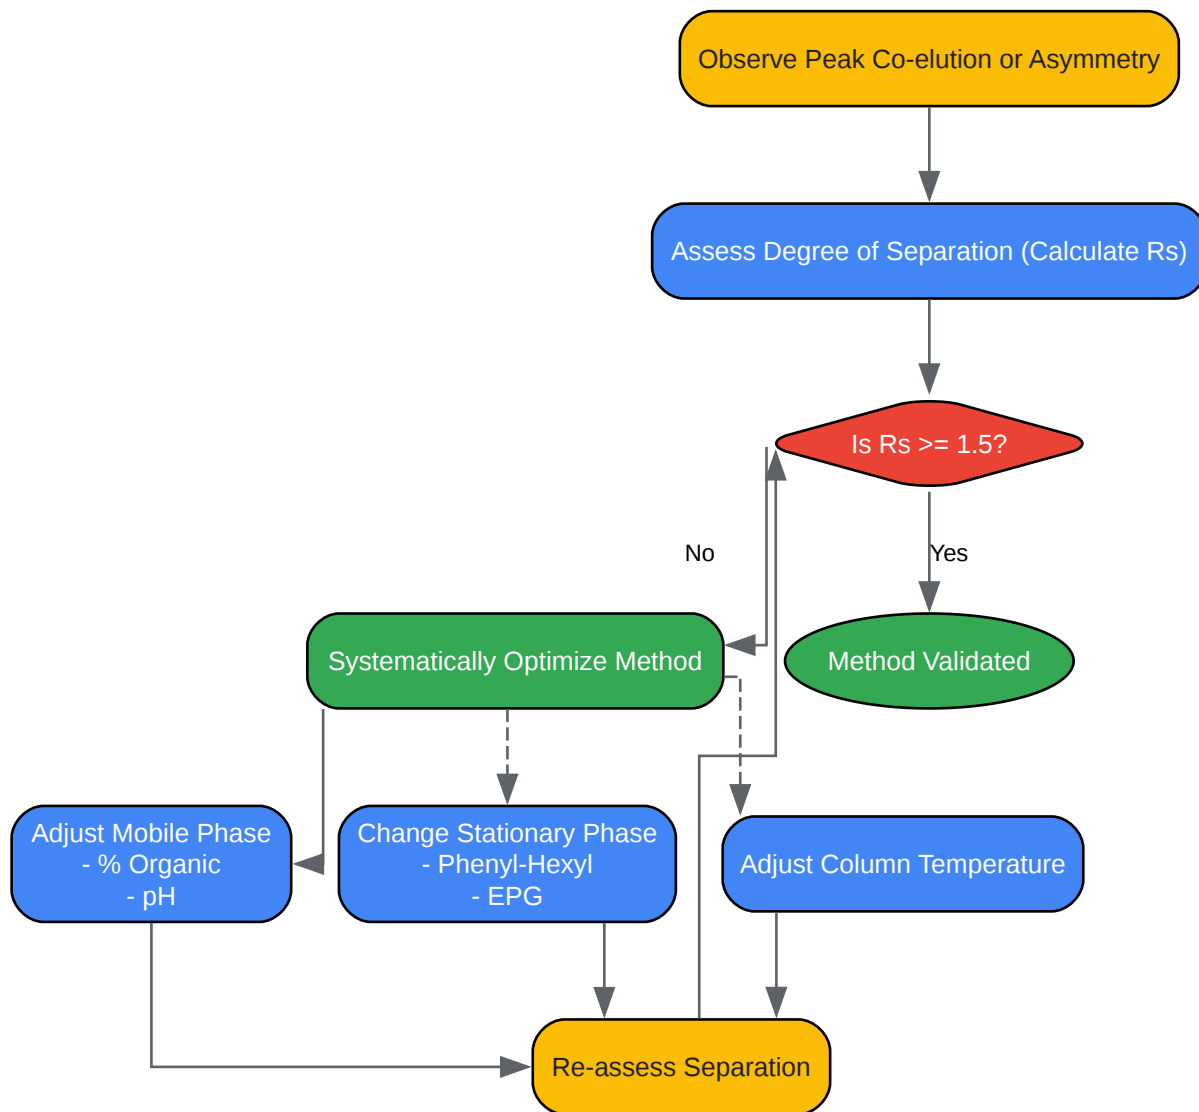 Observe Peak Co-elution or Asymmetry
Assess Degree of Separation (Calculate Rs)
Is Rs >= 1.5?
No
Yes
Systematically Optimize Method
Method Validated
Adjust Mobile Phase
- % Organic
- pH
Change Stationary Phase
- Phenyl-Hexyl
- EPG
Adjust Column Temperature
Re-assess Separation